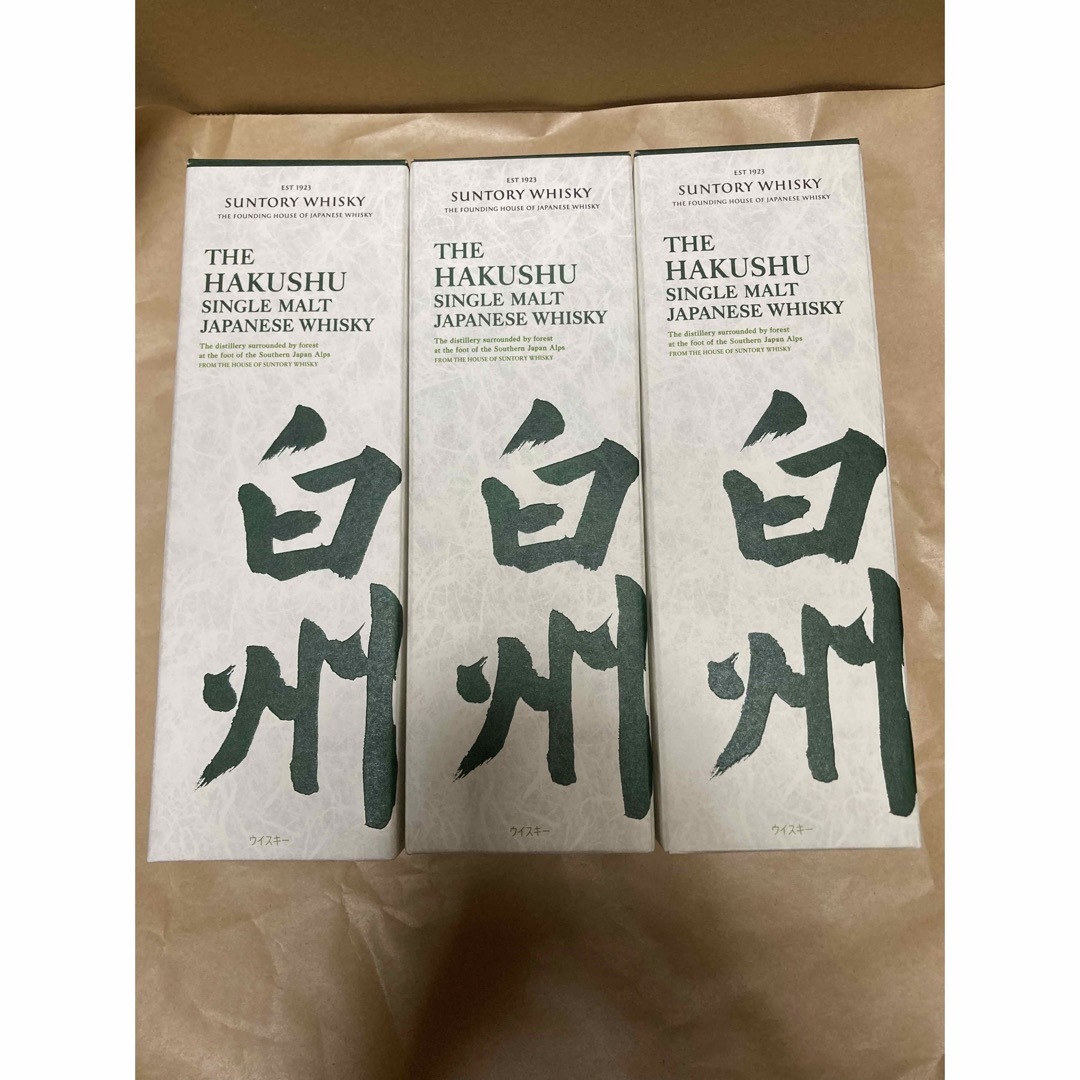 EST 1923
SUNTORY WHISKY
THE FOUNDING HOUSE OF JAPANESE WHISKY
THE
HAKUSHU
SINGLE MALT
JAPANESE WHISKY
The distillery surrounded by forest
at the foot of the Southern Japan Alps
FROM THE HOUSE OF SUNTORY WHISKY
白
州
ウイスキー
EST 1923
SUNTORY WHISKY
THE FOUNDING HOUSE OF JAPANESE WHISKY
THE
HAKUSHU
SINGLE MALT
JAPANESE WHISKY
The distillery surrounded by forest
at the foot of the Southern Japan Alps
FROM THE HOUSE OF SUNTORY WHISKY
白
州
ウイスキー
EST 1923
SUNTORY WHISKY
THE FOUNDING HOUSE OF JAPANESE WHISKY
THE
HAKUSHU
SINGLE MALT
JAPANESE WHISKY
The distillery surrounded by forest
at the foot of the Southern Japan Alps
FROM THE HOUSE OF SUNTORY WHISKY
白
州
ウイスキー